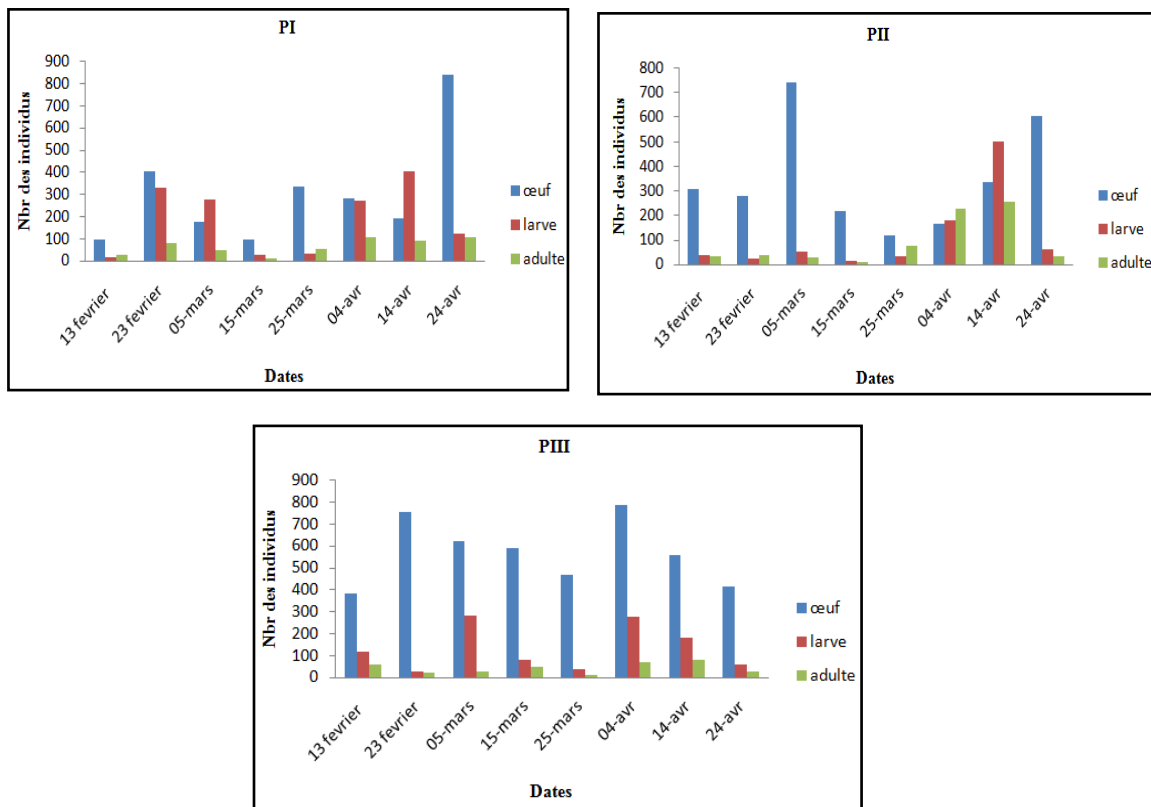 PI
Nbr des individus
900
800
700
600
500
400
300
200
100
0
13 fevrier
23 fevrier
05-mars
15-mars
25-mars
04-avr
14-avr
24-avr
Dates
œuf
larve
adulte
PII
Nbr des individus
800
700
600
500
400
300
200
100
0
13 fevrier
23 fevrier
05-mars
15-mars
25-mars
04-avr
14-avr
24-avr
Dates
œuf
larve
adulte
PIII
Nbr des individus
900
800
700
600
500
400
300
200
100
0
13 fevrier
23 fevrier
05-mars
15-mars
25-mars
04-avr
14-avr
24-avr
Dates
œuf
larve
adulte